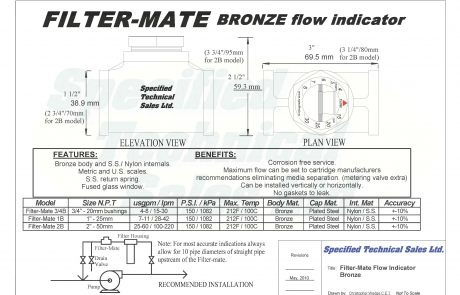 FILTER-MATE BRONZE flow indicator
(3 3/4"/95mm
for 2B model)
2 1/2"
59.3 mm
1 1/2"
38.9 mm
(2 3/4"/70mm
for 2B model)
Specified
Technical
Sales Ltd.
3"
69.5 mm
(3 1/4"/80mm
for 2B model)
ELEVATION VIEW
PLAN VIEW
FEATURES:
Bronze body and S.S./ Nylon internals.
Metric and U.S. scales.
S.S. return spring.
Fused glass window.
BENEFITS:
Corrosion free service.
Maximum flow can be set to cartridge manufacturers
recommendations eliminating media separation. (metering valve extra)
Can be installed vertically or horizontally.
No gaskets to leak.
Model Size N.P.T usgpm / lpm P.S.I. / kPa Max. Temp Body Mat. Cap Mat. Int. Mat Accuracy
Filter-Mate 3/4B 3/4" - 20mm bushings 4-8 / 15-30 150 / 1082 212F / 100C Bronze Plated Steel Nylon / S.S. +-10%
Filter-Mate 1B 1" - 25mm 7-11 / 28-42 150 / 1082 212F / 100C Bronze Plated Steel Nylon / S.S. +-10%
Filter-Mate 2B 2" - 50mm 25-60 / 100-220 150 / 1082 212F / 100C Bronze Plated Steel Nylon / S.S. +-10%
Filter Housing
Filter-Mate
Drain
Valve
Pump
Note: For most accurate indications always
allow for 10 pipe diameters of straight pipe
upstream of the Filter-mate.
RECOMMENDED INSTALLATION
Revisions
May, 2010
Specified Technical Sales Ltd.
Title: Filter-Mate Flow Indicator
Bronze
Not To Scale